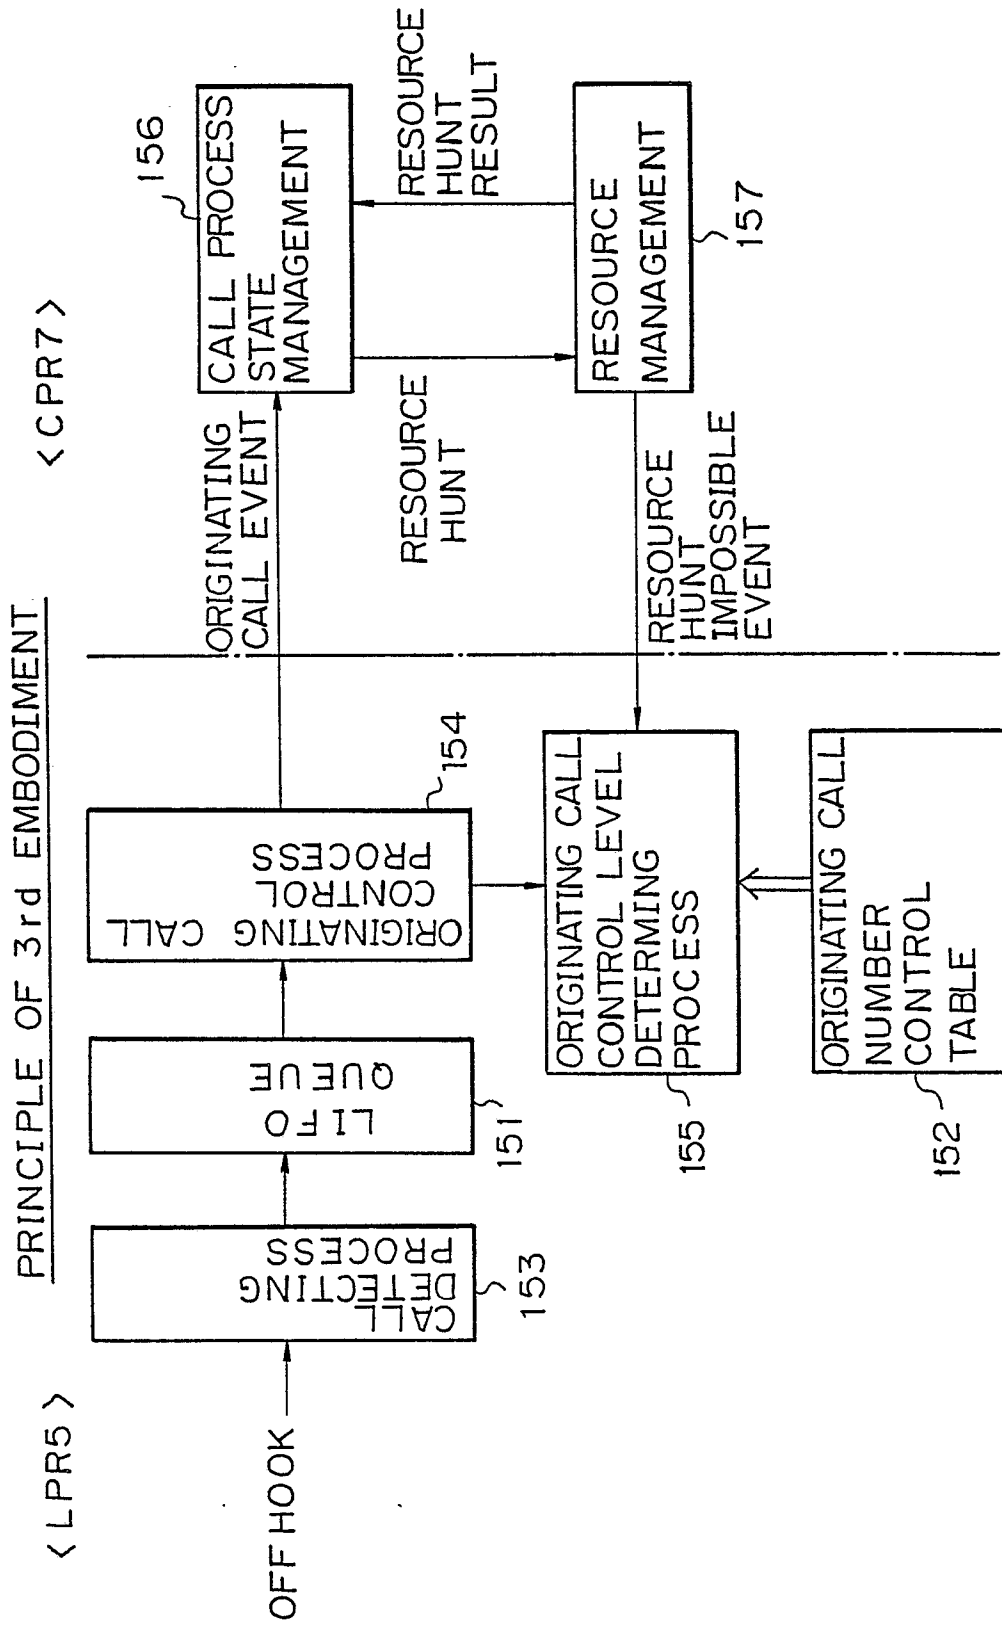 PRINCIPLE OF 3rd EMBODIMENT
<LPR5>
<CPR7>
OFF HOOK
CALL
DETECTING
PROCESS
153
LIFO
QUEUE
151
ORIGINATING CALL
CONTROL
PROCESS
154
ORIGINATING
CALL EVENT
CALL PROCESS
STATE
MANAGEMENT
156
RESOURCE
HUNT
RESOURCE
HUNT
RESULT
ORIGINATING CALL
CONTROL LEVEL
DETERMING
PROCESS
155
RESOURCE
HUNT
IMPOSSIBLE
EVENT
RESOURCE
MANAGEMENT
157
ORIGINATING CALL
NUMBER
CONTROL
TABLE
152